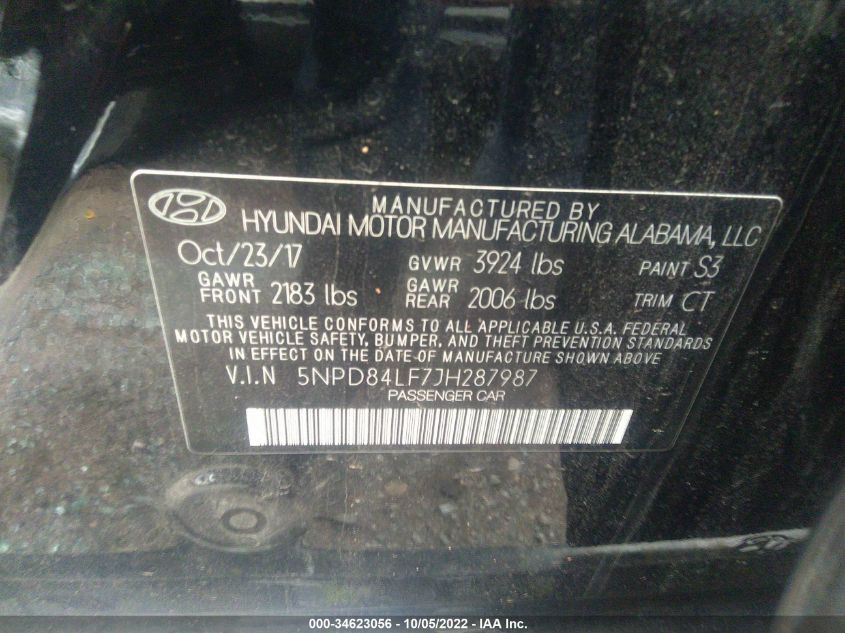 MANUFACTURED BY
HYUNDAI MOTOR MANUFACTURING ALABAMA, LLC
Oct/23/17 GVWR 3924 lbs PAINT S3
GAWR FRONT 2183 lbs GAWR REAR 2006 lbs TRIM CT
THIS VEHICLE CONFORMS TO ALL APPLICABLE U.S.A. FEDERAL
MOTOR VEHICLE SAFETY, BUMPER, AND THEFT PREVENTION STANDARDS
IN EFFECT ON THE DATE OF MANUFACTURE SHOWN ABOVE
V.I.N 5NPD84LF7JH287987
PASSENGER CAR
000-34623056 - 10/05/2022 - IAA Inc.